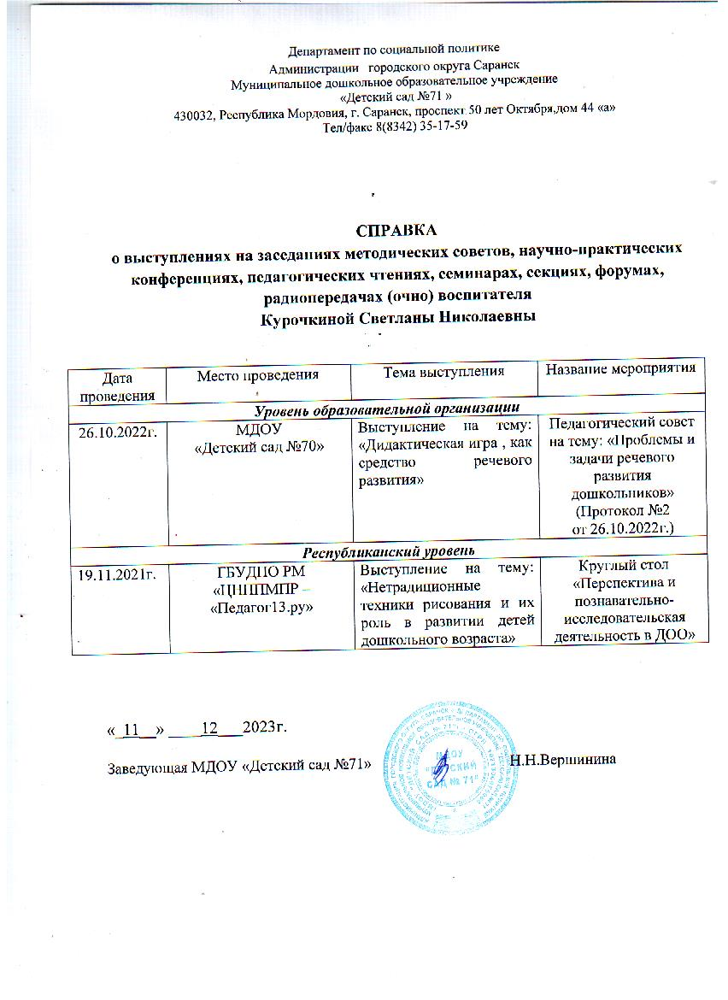 Департамент по социальной политике
Администрации городского округа Саранск
Муниципальное дошкольное образовательное учреждение
«Детский сад №71 »
430032, Республика Мордовия, г. Саранск, проспект 50 лет Октября,дом 44 «а»
Тел/факс 8(8342) 35-17-59
СПРАВКА
о выступлениях на заседаниях методических советов, научно-практических
конференциях, педагогических чтениях, семинарах, секциях, форумах,
радиопередачах (очно) воспитателя
Курочкиной Светланы Николаевны
Дата
проведения
Место проведения
Тема выступления
Название мероприятия
Уровень образовательной организации
26.10.2022г.
МДОУ
«Детский сад №70»
Выступление на тему:
«Дидактическая игра , как
средство речевого
развития»
Педагогический совет
на тему: «Проблемы и
задачи речевого
развития
дошкольников»
(Протокол №2
от 26.10.2022г.)
Республиканский уровень
19.11.2021г.
ГБУДПО РМ
«ЦНППМПР –
«Педагог13.ру»
Выступление на тему:
«Нетрадиционные
техники рисования и их
роль в развитии детей
дошкольного возраста»
Круглый стол
«Перспектива и
познавательно-
исследовательская
деятельность в ДОО»
«_11__» ____12___2023г.
Заведующая МДОУ «Детский сад №71»
МДОУ
«ДЕТСКИЙ
САД № 71"
Н.Н.Вершинина